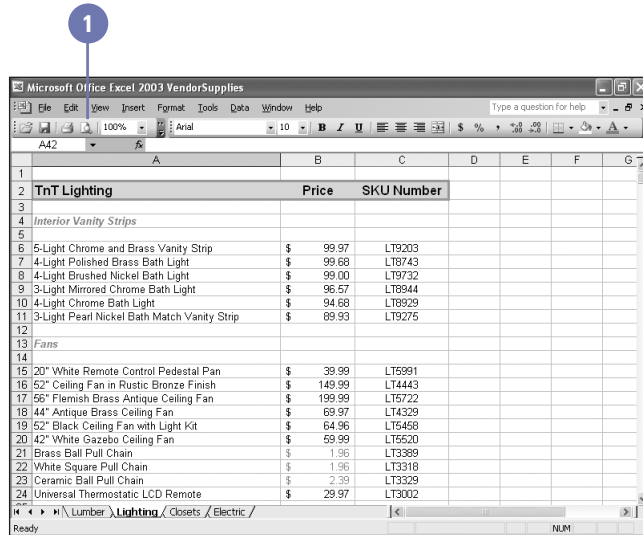 1
Microsoft Office Excel 2003 VendorSupplies
File Edit View Insert Format Tools Data Window Help Type a question for help
100% Arial 10 B I U $ % ,
A42 fx
A B C D E F G
1
2 TnT Lighting Price SKU Number
3
4 Interior Vanity Strips
5
6 5-Light Chrome and Brass Vanity Strip $ 99.97 LT9203
7 4-Light Polished Brass Bath Light $ 99.68 LT8743
8 4-Light Brushed Nickel Bath Light $ 99.00 LT9732
9 3-Light Mirrored Chrome Bath Light $ 96.57 LT8944
10 4-Light Chrome Bath Light $ 94.68 LT8929
11 3-Light Pearl Nickel Bath Match Vanity Strip $ 89.93 LT9275
12
13 Fans
14
15 20" White Remote Control Pedestal Pan $ 39.99 LT5991
16 52" Ceiling Fan in Rustic Bronze Finish $ 149.99 LT4443
17 56" Flemish Brass Antique Ceiling Fan $ 199.99 LT5722
18 44" Antique Brass Ceiling Fan $ 69.97 LT4329
19 52" Black Ceiling Fan with Light Kit $ 64.96 LT5458
20 42" White Gazebo Ceiling Fan $ 59.99 LT5520
21 Brass Ball Pull Chain $ 1.96 LT3389
22 White Square Pull Chain $ 1.96 LT3318
23 Ceramic Ball Pull Chain $ 2.39 LT3329
24 Universal Thermostatic LCD Remote $ 29.97 LT3002
Lumber Lighting Closets Electric
Ready NUM